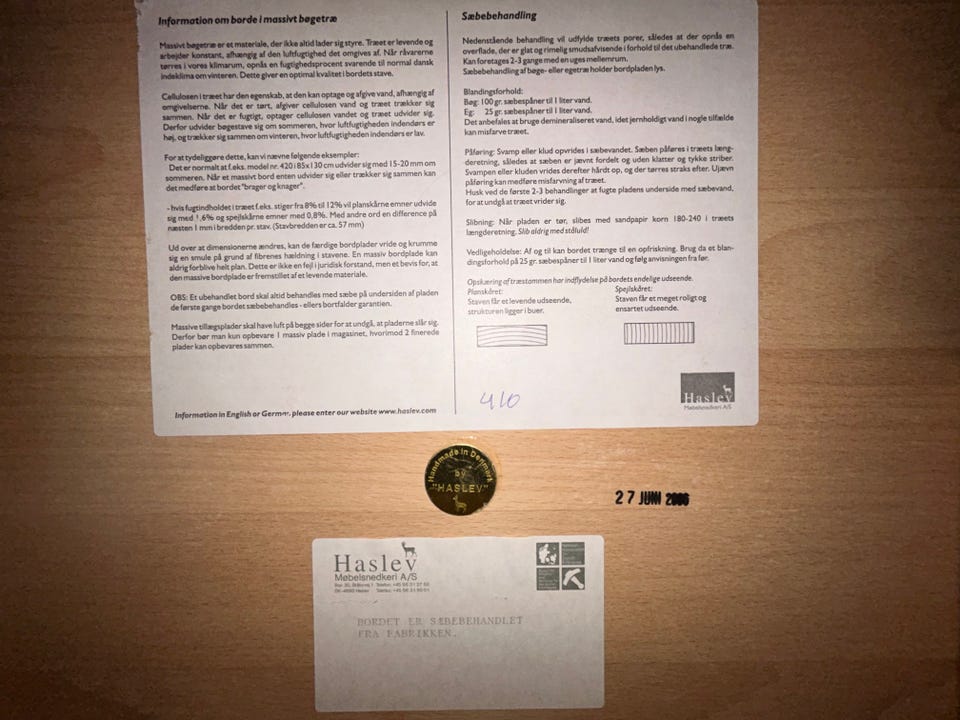 Information om borde i massivt bøgetræ
Massivt bøgetræ er et materiale, der ikke altid lader sig styre. Træet er levende og
arbejder konstant, afhængig af den luftfugtighed det omgives af. Når råvarerne
tørres i vores klimarum, opnås en fugtighedsprocent svarende til normal dansk
indeklima om vinteren. Dette giver en optimal kvalitet i bordets stave.
Cellulosen i træet har den egenskab, at den kan optage og afgive vand, afhængig af
omgivelserne. Når det er tørt, afgiver cellulosen vand og træet trækker sig
sammen. Når det er fugtigt, optager cellulosen vandet og træet udvider sig.
Derfor udvider bøgestave sig om sommeren, hvor luftfugtigheden indendørs er
høj, og trækker sig sammen om vinteren, hvor luftfugtigheden indendørs er lav.
For at tydeliggøre dette, kan vi nævne følgende eksempler:
Det er normalt at f.eks. model nr. 420 i 85x130 cm udvider sig med 15-20 mm om
sommeren. Når et massivt bord enten udvider sig eller trækker sig sammen kan
det medføre at bordet "brager og knager".
- hvis fugtindholdet i træet f.eks. stiger fra 8% til 12% vil planskårne emner udvide
sig med 1,6% og spejlskårne emner med 0,8%. Med andre ord en difference på
næsten 1 mm i bredden pr. stav. (Stavbredden er ca. 57 mm)
Ud over at dimensionerne ændres, kan de færdige bordplader vride og krumme
sig en smule på grund af fibrenes hældning i stavene. En massiv bordplade kan
aldrig forblive helt plan. Dette er ikke en fejl i juridisk forstand, men et bevis for, at
den massive bordplade er fremstillet af et levende materiale.
OBS: Et ubehandlet bord skal altid behandles med sæbe på undersiden af pladen
de første gange bordet sæbebehandles - ellers bortfalder garantien.
Massive tillægsplader skal have luft på begge sider for at undgå, at pladerne slår sig.
Derfor bør man kun opbevare 1 massiv plade i magasinet, hvorimod 2 finerede
plader kan opbevares sammen.
Information in English or German, please enter our website www.haslev.com
Sæbebehandling
Nedenstående behandling vil udfylde træets porer, således at der opnås en
overflade, der er glat og rimelig smudsafvisende i forhold til det ubehandlede træ.
Kan foretages 2-3 gange med en uges mellemrum.
Sæbebehandling af bøge- eller egetræ holder bordpladen lys.
Blandingsforhold:
Bøg: 100 gr. sæbespåner til 1 liter vand.
Eg: 25 gr. sæbespåner til 1 liter vand.
Det anbefales at bruge demineraliseret vand, idet jernholdigt vand i nogle tilfælde
kan misfarve træet.
Påføring: Svamp eller klud opvrides i sæbevandet. Sæben påføres i træets læng-
deretning, således at sæben er jævnt fordelt og uden klatter og tykke striber.
Svampen eller kluden vrides derefter hårdt op, og der tørres straks efter. Ujævn
påføring kan medføre misfarvning af træet.
Husk ved de første 2-3 behandlinger at fugte pladens underside med sæbevand,
for at undgå at træet vrider sig.
Slibning: Når pladen er tør, slibes med sandpapir korn 180-240 i træets
længderetning. Slib aldrig med ståluld!
Vedligeholdelse: Af og til kan bordet trænge til en opfriskning. Brug da et blan-
dingsforhold på 25 gr. sæbespåner til 1 liter vand og følg anvisningen fra før.
Opskæring af træstammen har indflydelse på bordets endelige udseende.
Planskåret:
Staven får et levende udseende,
strukturen ligger i buer.
Spejlskåret:
Staven får et meget roligt og
ensartet udseende.
410
Haslev
Møbelsnedkeri A/S
Handmade in Denmark
by
"HASLEV"
27 JUNI 2006
Haslev
Møbelsnedkeri A/S
BORDET ER SÆBEBEHANDLET
FRA FABRIKKEN.